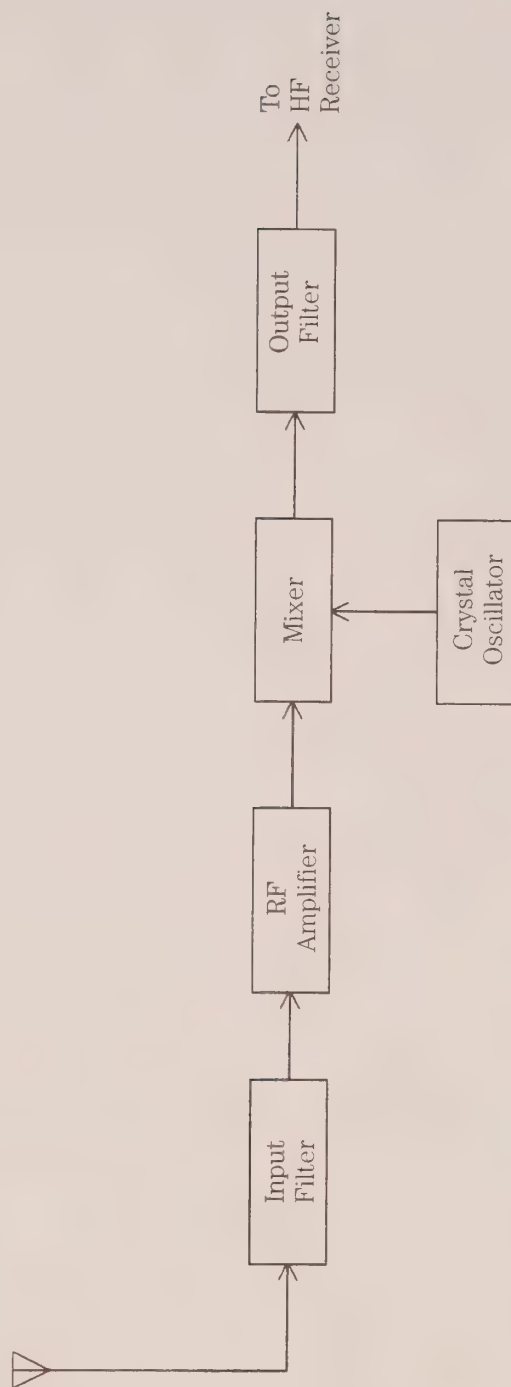 Input
Filter
RF
Amplifier
Mixer
Crystal
Oscillator
Output
Filter
To
HF
Receiver